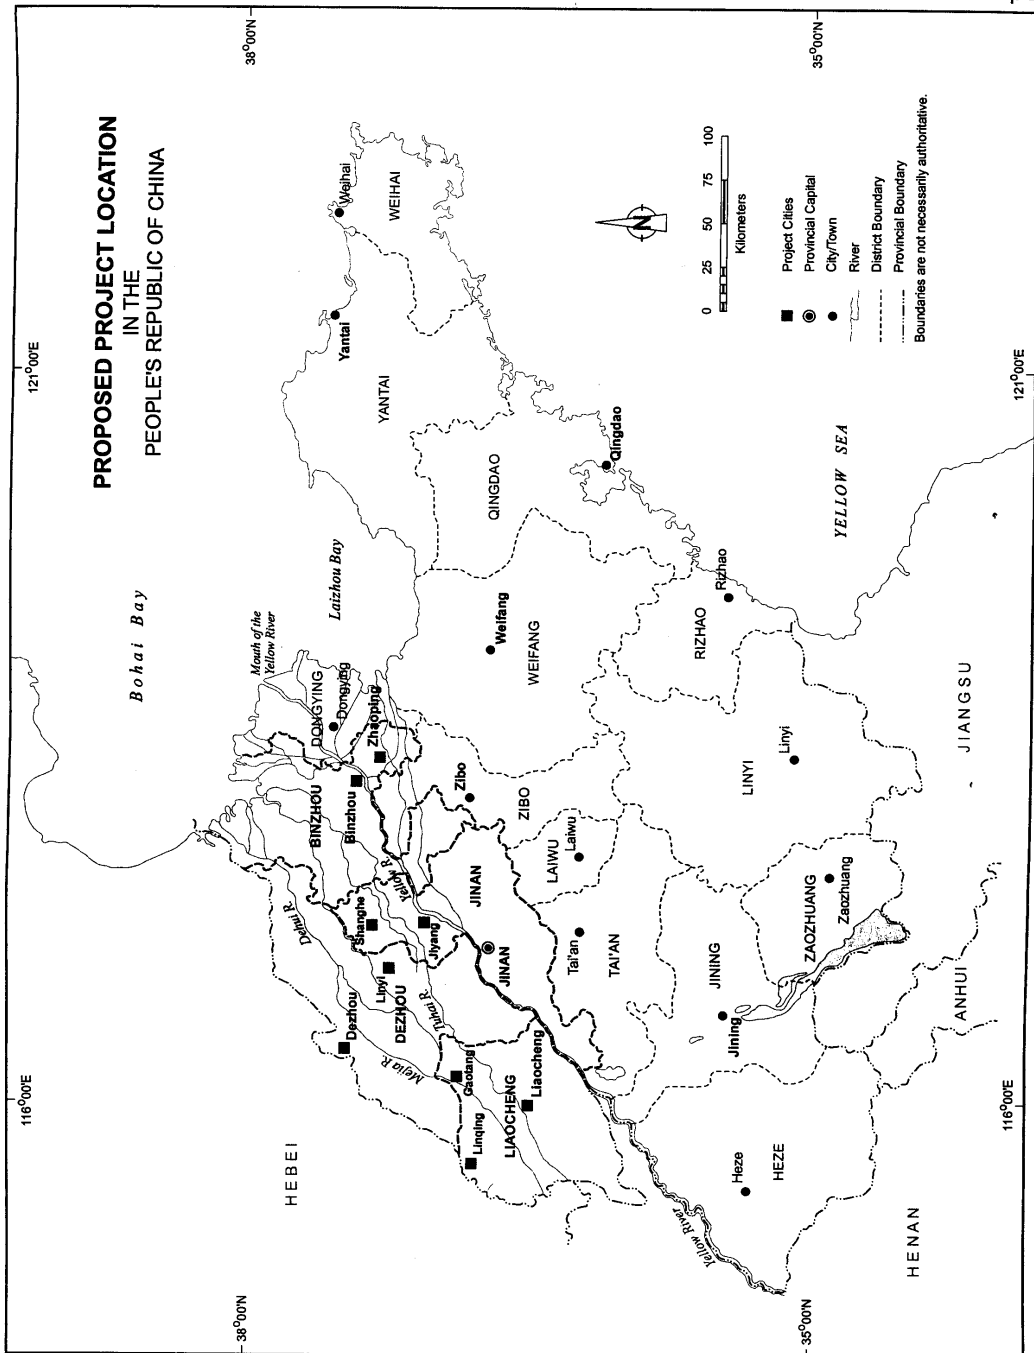 PROPOSED PROJECT LOCATION
IN THE
PEOPLE'S REPUBLIC OF CHINA
116°00'E
121°00'E
38°00'N
38°00'N
Bohai Bay
HEBEI
Mouth of the
Yellow River
Laizhou Bay
Dehui R.
Mejia R.
Tuhai R.
Yellow R.
BINZHOU
Binzhou
DONGYING
Dongying
Zhaoping
Dezhou
DEZHOU
Linyi
Shanghe
Jiyang
Gaotang
Linqing
LIAOCHENG
Liaocheng
JINAN
JINAN
Zibo
ZIBO
Weifang
WEIFANG
YANTAI
Yantai
Weihai
WEIHAI
QINGDAO
Qingdao
LAIWU
Laiwu
Tai'an
TAI'AN
RIZHAO
Rizhao
LINYI
Linyi
JINING
Jining
ZAOZHUANG
Zaozhuang
Heze
HEZE
Yellow River
YELLOW SEA
HENAN
ANHUI
JIANGSU
35°00'N
35°00'N
116°00'E
121°00'E
N
0 25 50 75 100
Kilometers
Project Cities
Provincial Capital
City/Town
River
District Boundary
Provincial Boundary
Boundaries are not necessarily authoritative.